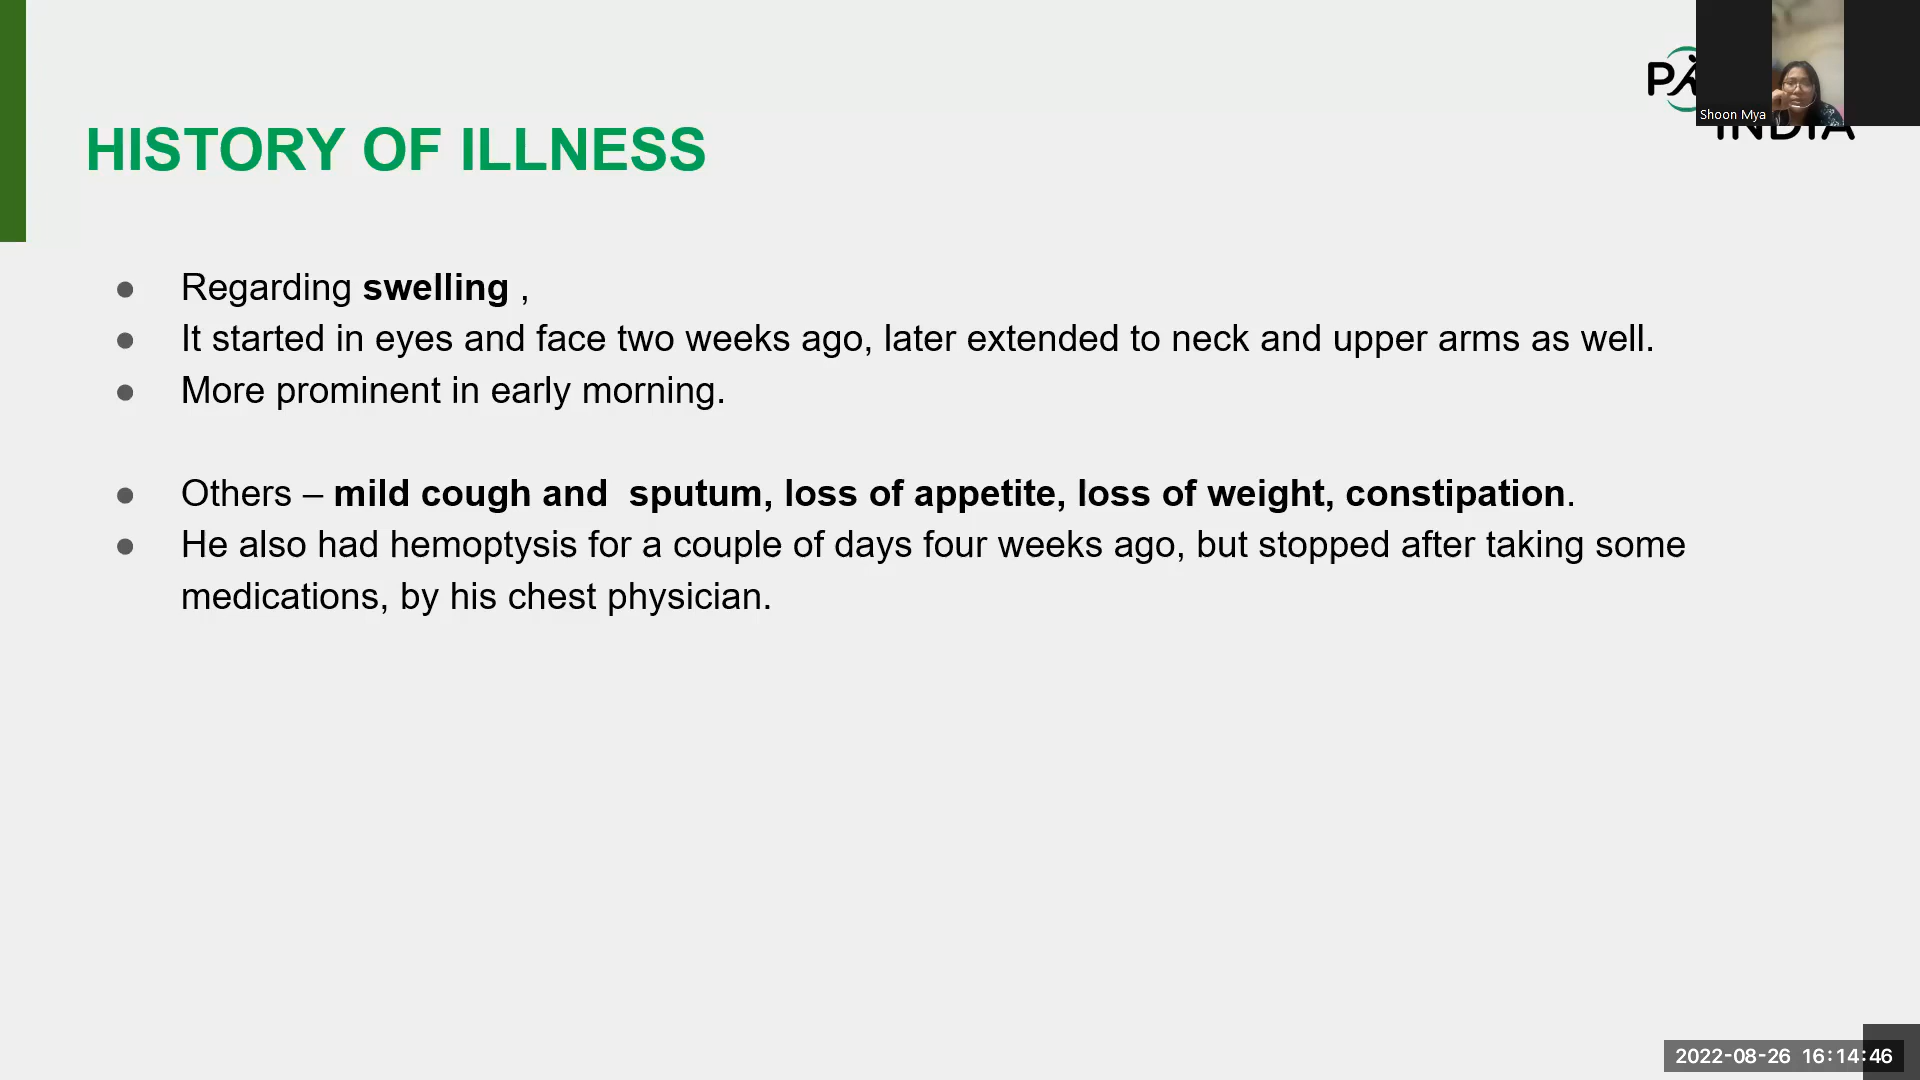 Shoon Mya
INDIA
HISTORY OF ILLNESS
● Regarding swelling ,
● It started in eyes and face two weeks ago, later extended to neck and upper arms as well.
● More prominent in early morning.
● Others – mild cough and  sputum, loss of appetite, loss of weight, constipation.
● He also had hemoptysis for a couple of days four weeks ago, but stopped after taking some
medications, by his chest physician.
2022-08-26 16:14:46